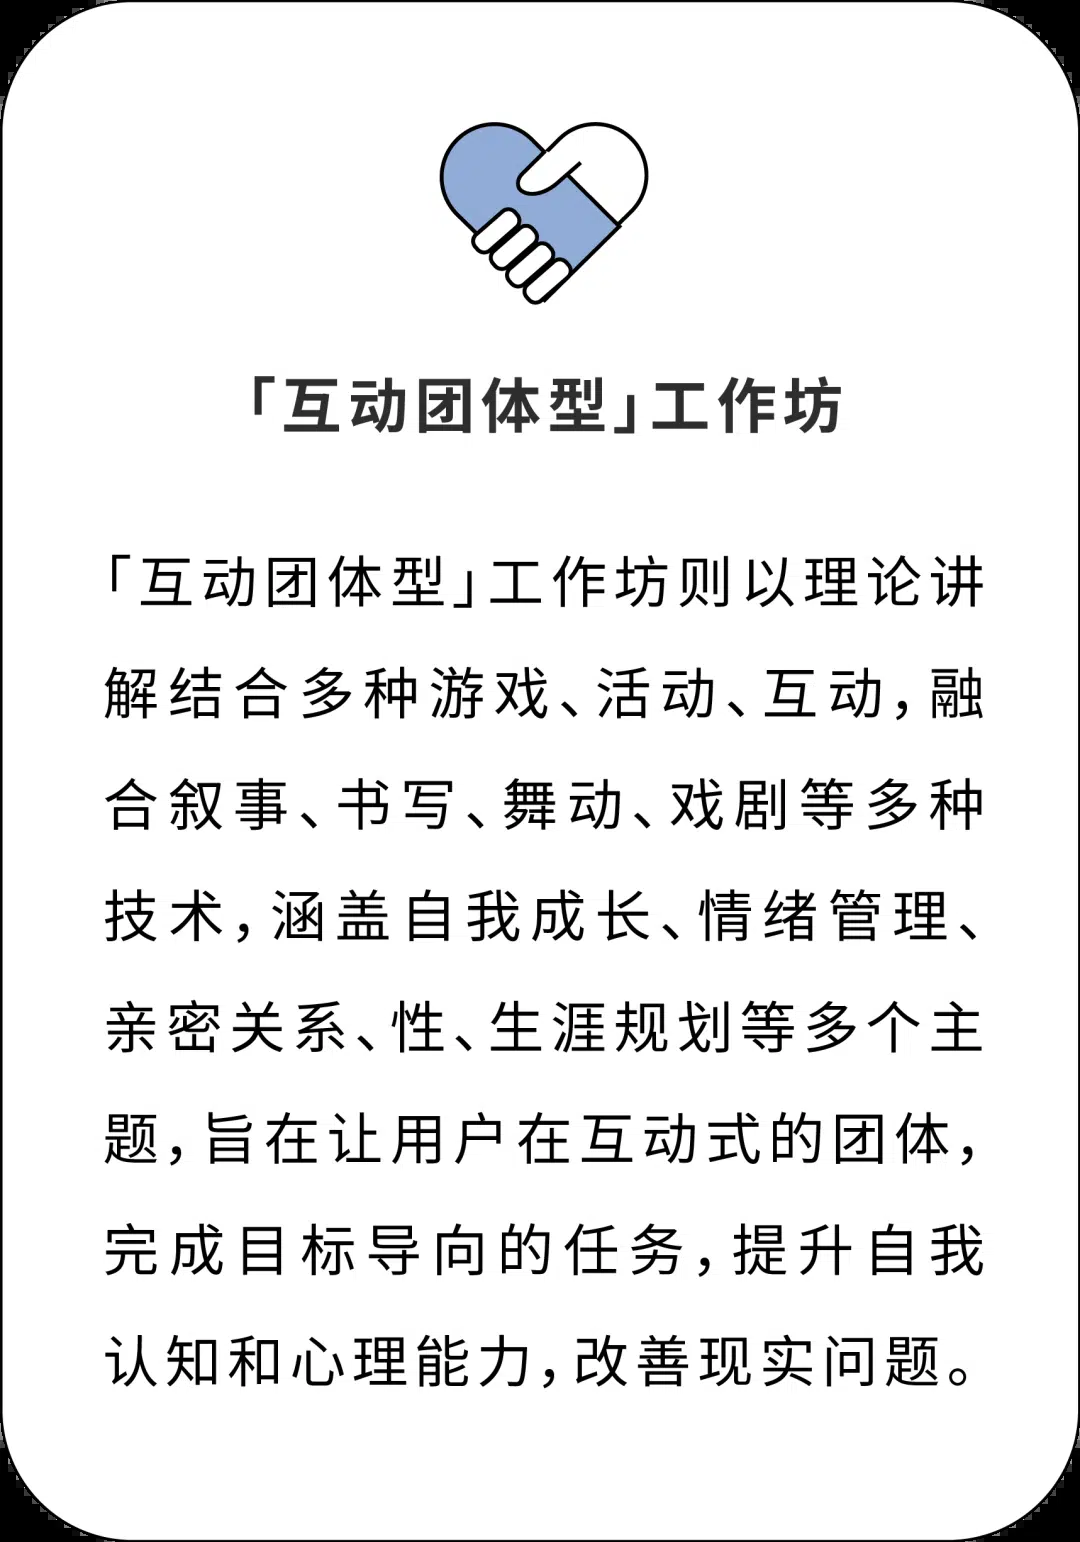 「互动团体型」工作坊
「互动团体型」工作坊则以理论讲
解结合多种游戏、活动、互动，融
合叙事、书写、舞动、戏剧等多种
技术，涵盖自我成长、情绪管理、
亲密关系、性、生涯规划等多个主
题，旨在让用户在互动式的团体，
完成目标导向的任务，提升自我
认知和心理能力，改善现实问题。